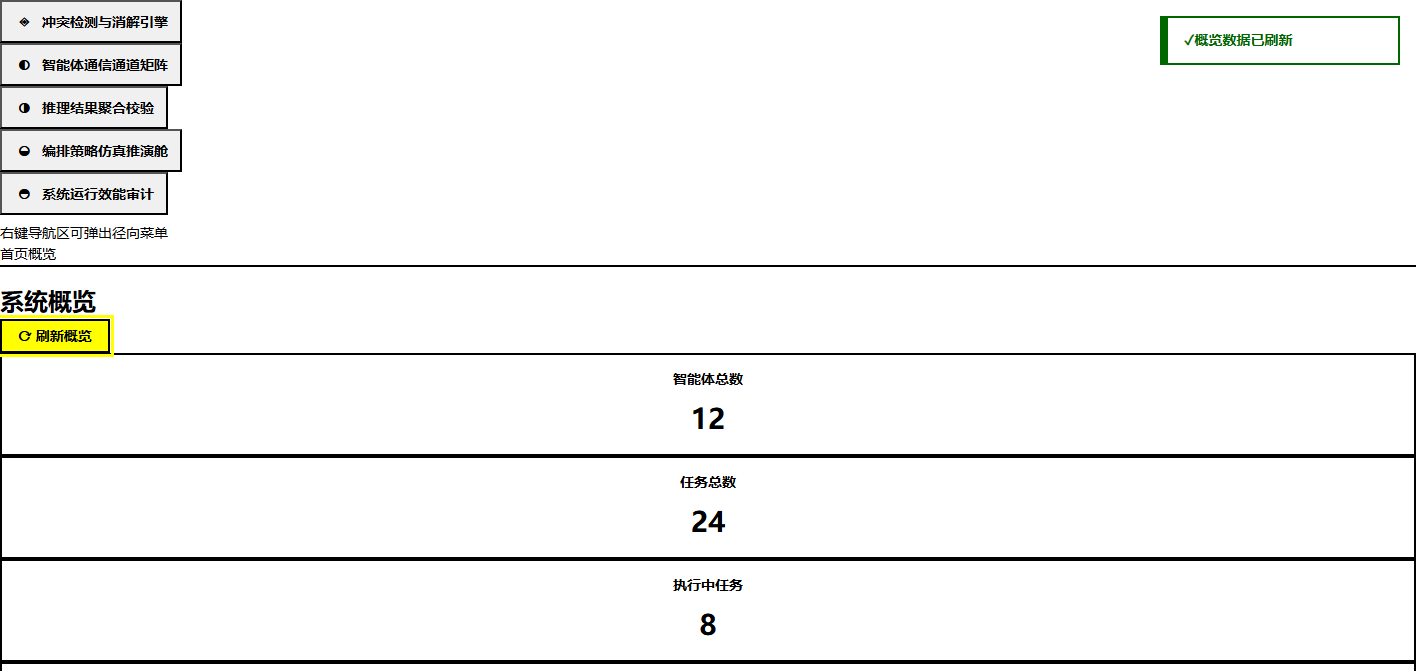 ◈ 冲突检测与消解引擎
◐ 智能体通信通道矩阵
◑ 推理结果聚合校验
◒ 编排策略仿真推演舱
◓ 系统运行效能审计
右键导航区可弹出径向菜单
首页概览
✓概览数据已刷新
系统概览
⟳ 刷新概览
智能体总数
12
任务总数
24
执行中任务
8